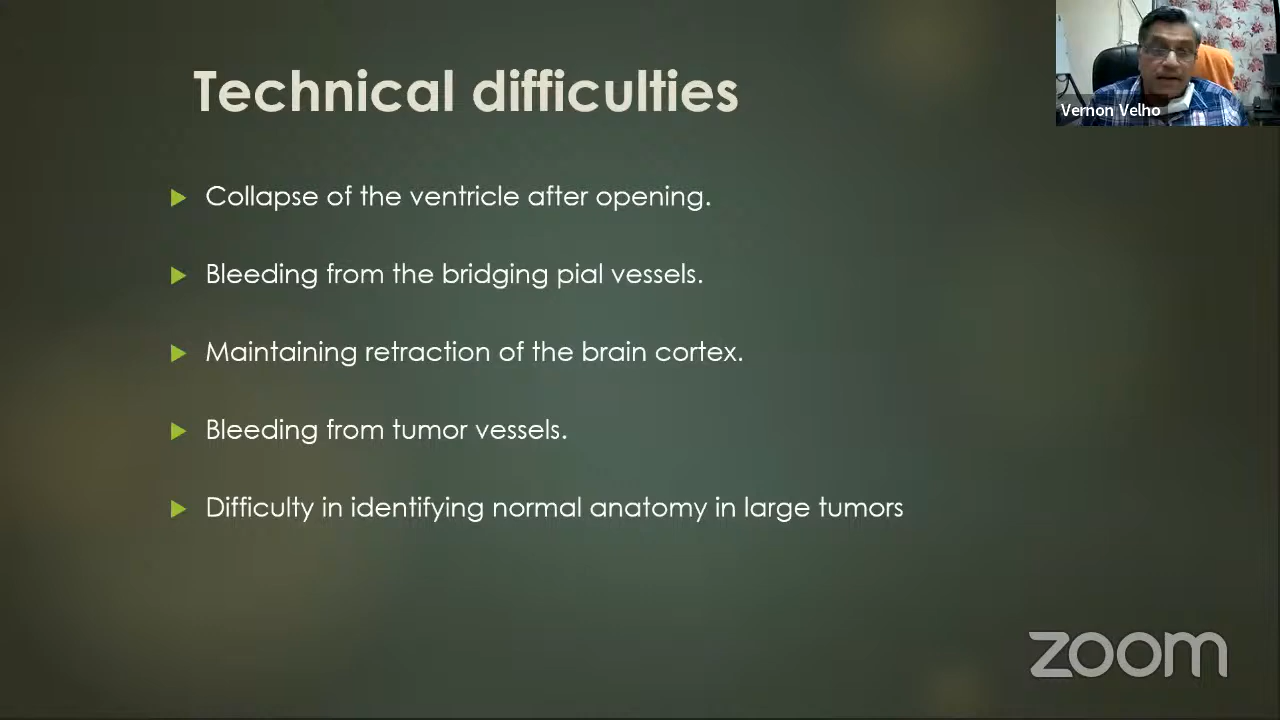 Technical difficulties
Vernon Velho
Collapse of the ventricle after opening.
Bleeding from the bridging pial vessels.
Maintaining retraction of the brain cortex.
Bleeding from tumor vessels.
Difficulty in identifying normal anatomy in large tumors
zoom